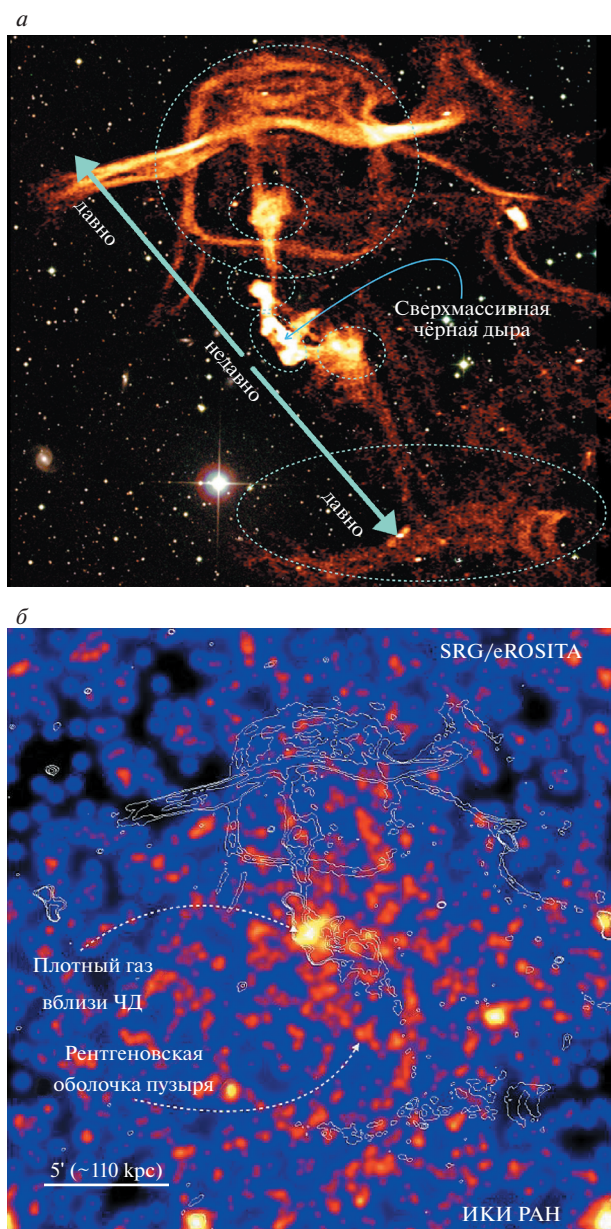 а
давно
Сверхмассивная
чёрная дыра
недавно
давно
б
SRG/eROSITA
Плотный газ
вблизи ЧД
Рентгеновская
оболочка пузыря
5' (~110 kpc)
ИКИ РАН